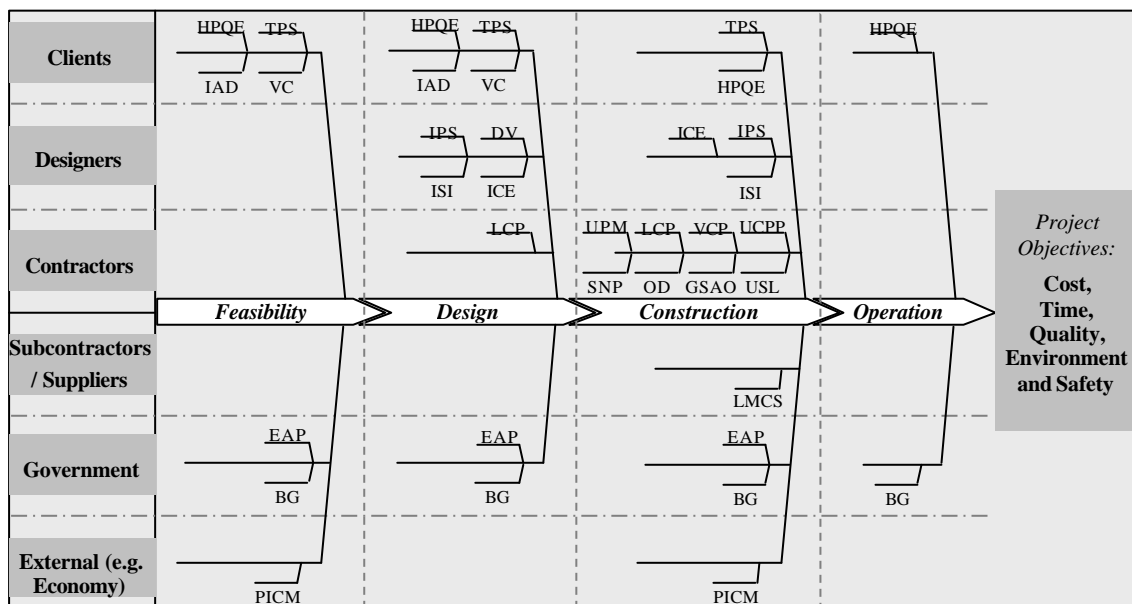 HPQE TPS HPQE TPS TPS HPQE
Clients
IAD VC IAD VC HPQE
ICE IPS
IPS DV
Designers
ISI ICE ISI
LCP UPM LCP VCP UCPP
Contractors
SNP OD GSAO USL
Feasibility Design Construction Operation
Project
Objectives:
Cost,
Time,
Quality,
Environment
and Safety
Subcontractors
/ Suppliers
LMCS
EAP EAP EAP
Government
BG BG BG BG
External (e.g.
Economy)
PICM PICM